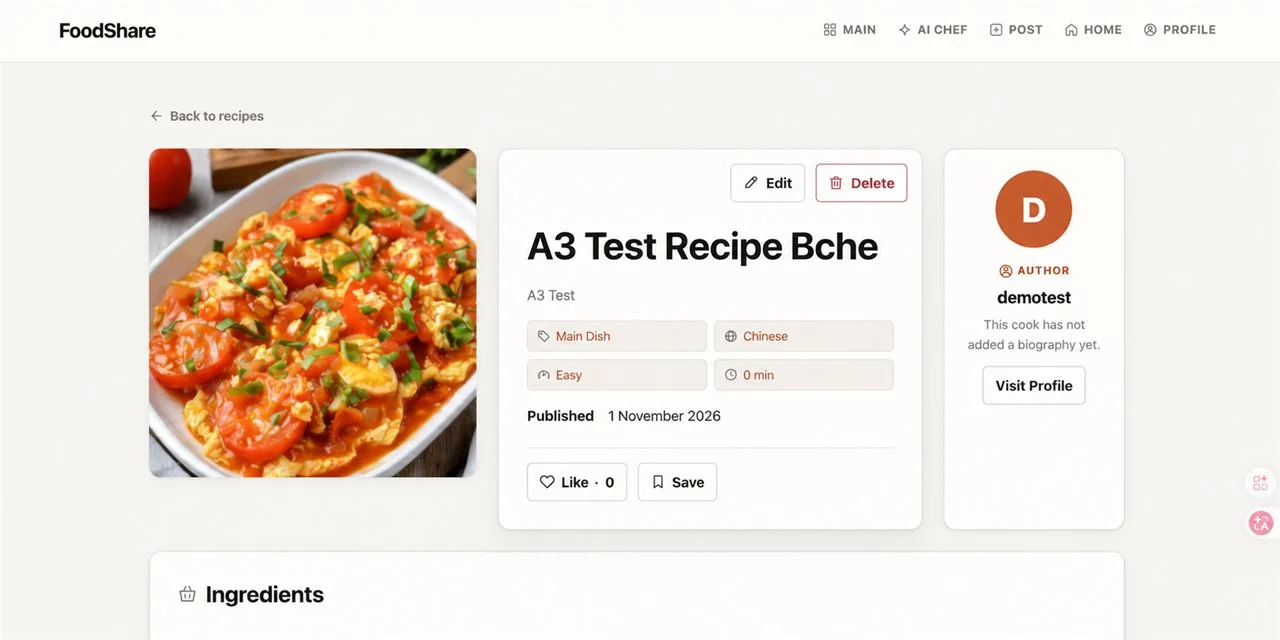 FoodShare
MAIN
AI CHEF
POST
HOME
PROFILE
Back to recipes
Edit
Delete
A3 Test Recipe Bche
A3 Test
Main Dish
Chinese
Easy
0 min
Published 1 November 2026
Like · 0
Save
D
AUTHOR
demotest
This cook has not
added a biography yet.
Visit Profile
Ingredients